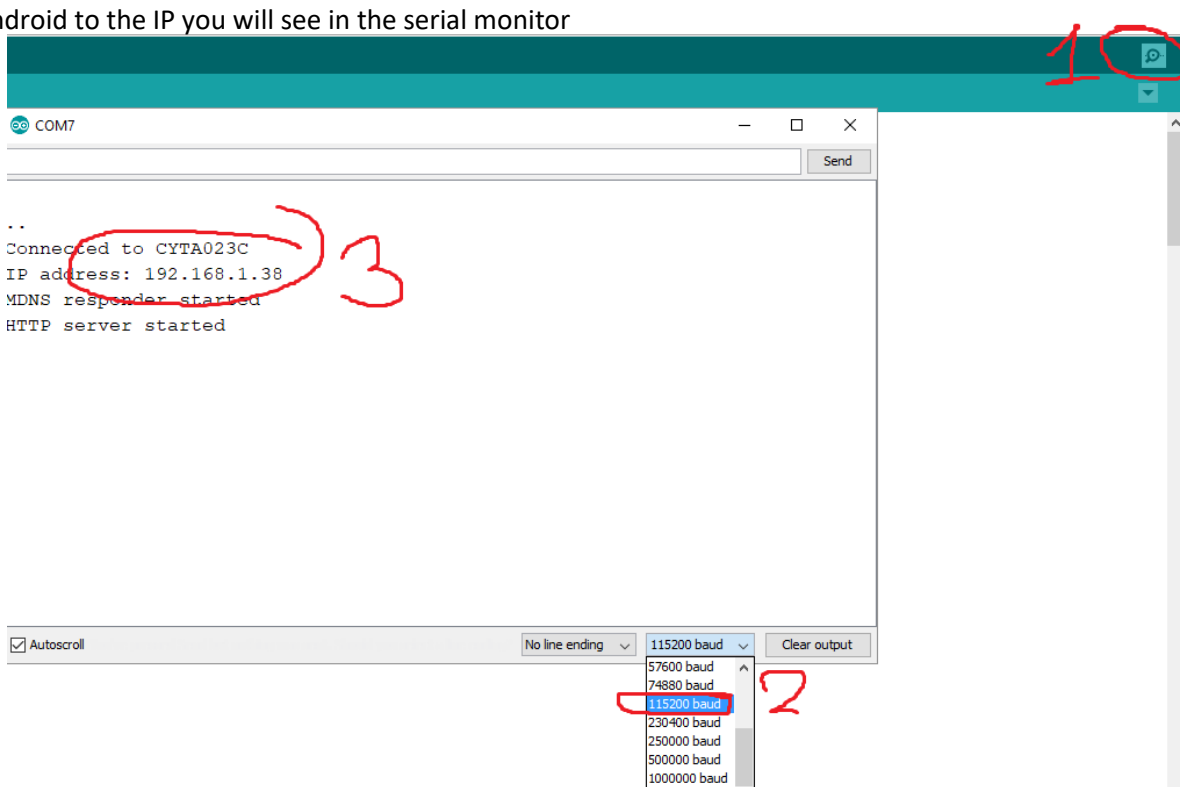 ndroid to the IP you will see in the serial monitor
1
COM7
Send
..
Connected to CYTA023C
IP address: 192.168.1.38
MDNS responder started
HTTP server started
3
Autoscroll
No line ending
115200 baud
Clear output
57600 baud
74880 baud
115200 baud
2
230400 baud
250000 baud
500000 baud
1000000 baud